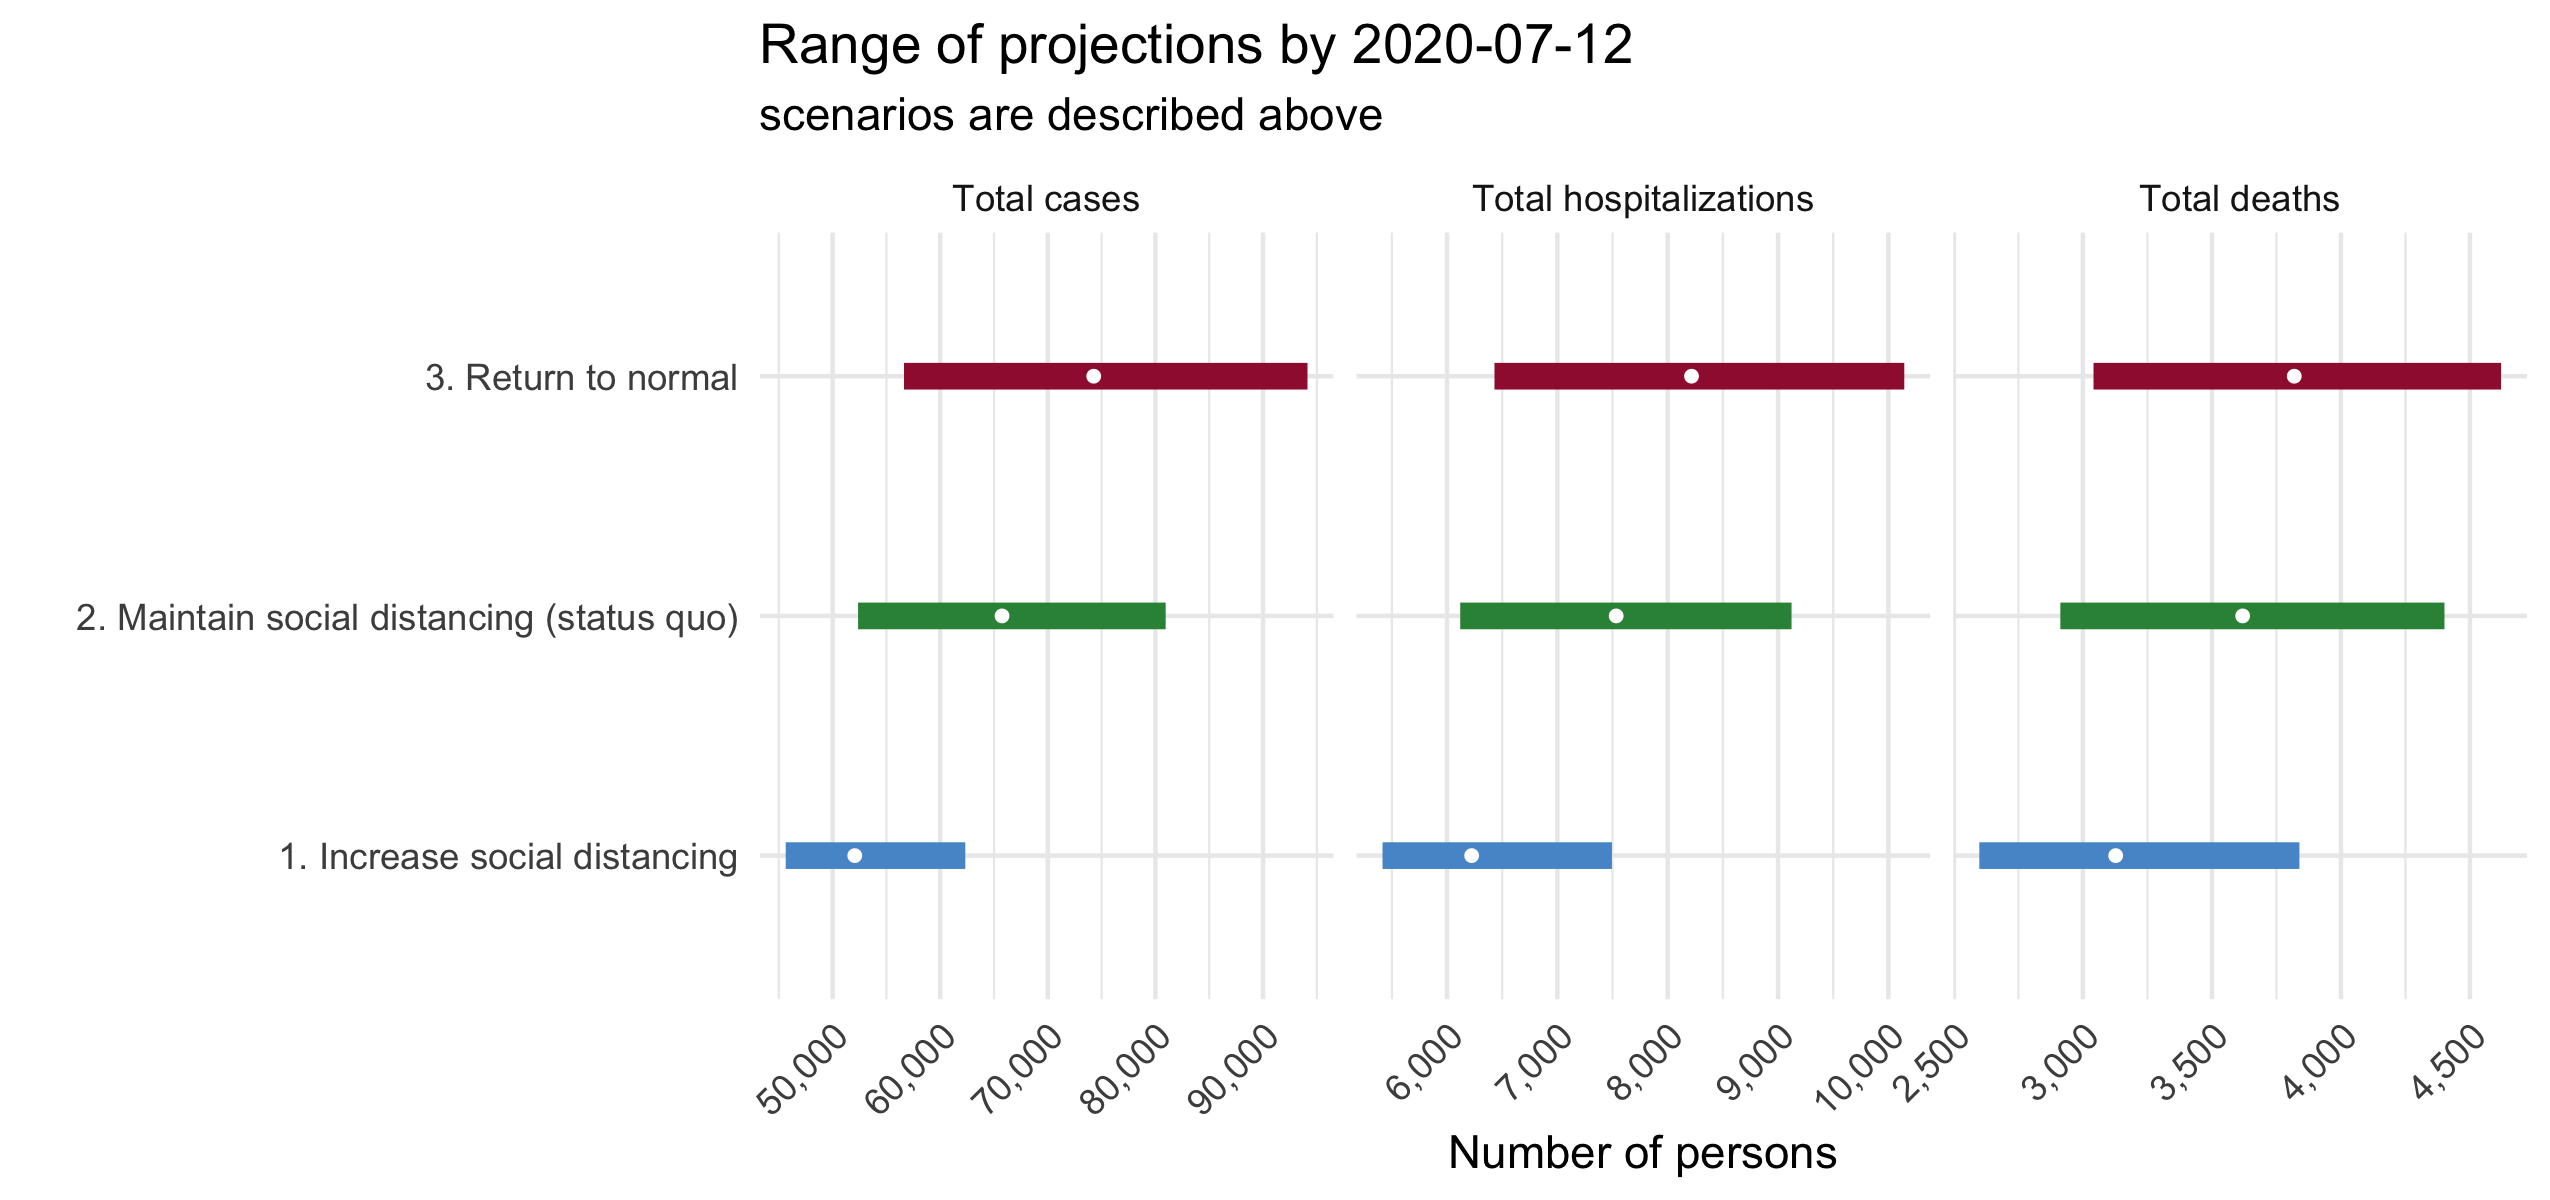 Range of projections by 2020-07-12
scenarios are described above
Total cases
Total hospitalizations
Total deaths
3. Return to normal
2. Maintain social distancing (status quo)
1. Increase social distancing
50,000
60,000
70,000
80,000
90,000
6,000
7,000
8,000
9,000
10,000
2,500
3,000
3,500
4,000
4,500
Number of persons